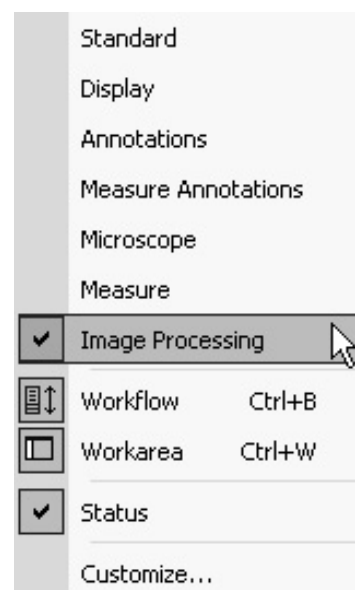 Standard
Display
Annotations
Measure Annotations
Microscope
Measure
Image Processing
Workflow Ctrl+B
Workarea Ctrl+W
Status
Customize...